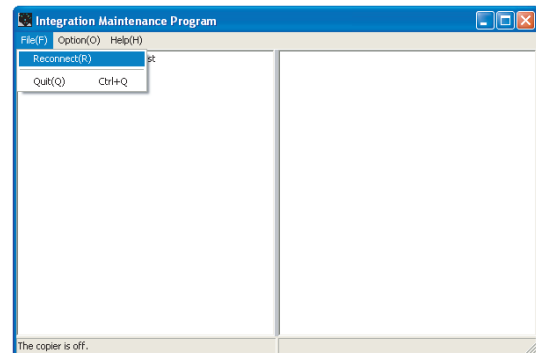 Integration Maintenance Program
File(F) Option(O) Help(H)
Reconnect(R)
st
Quit(Q) Ctrl+Q
The copier is off.